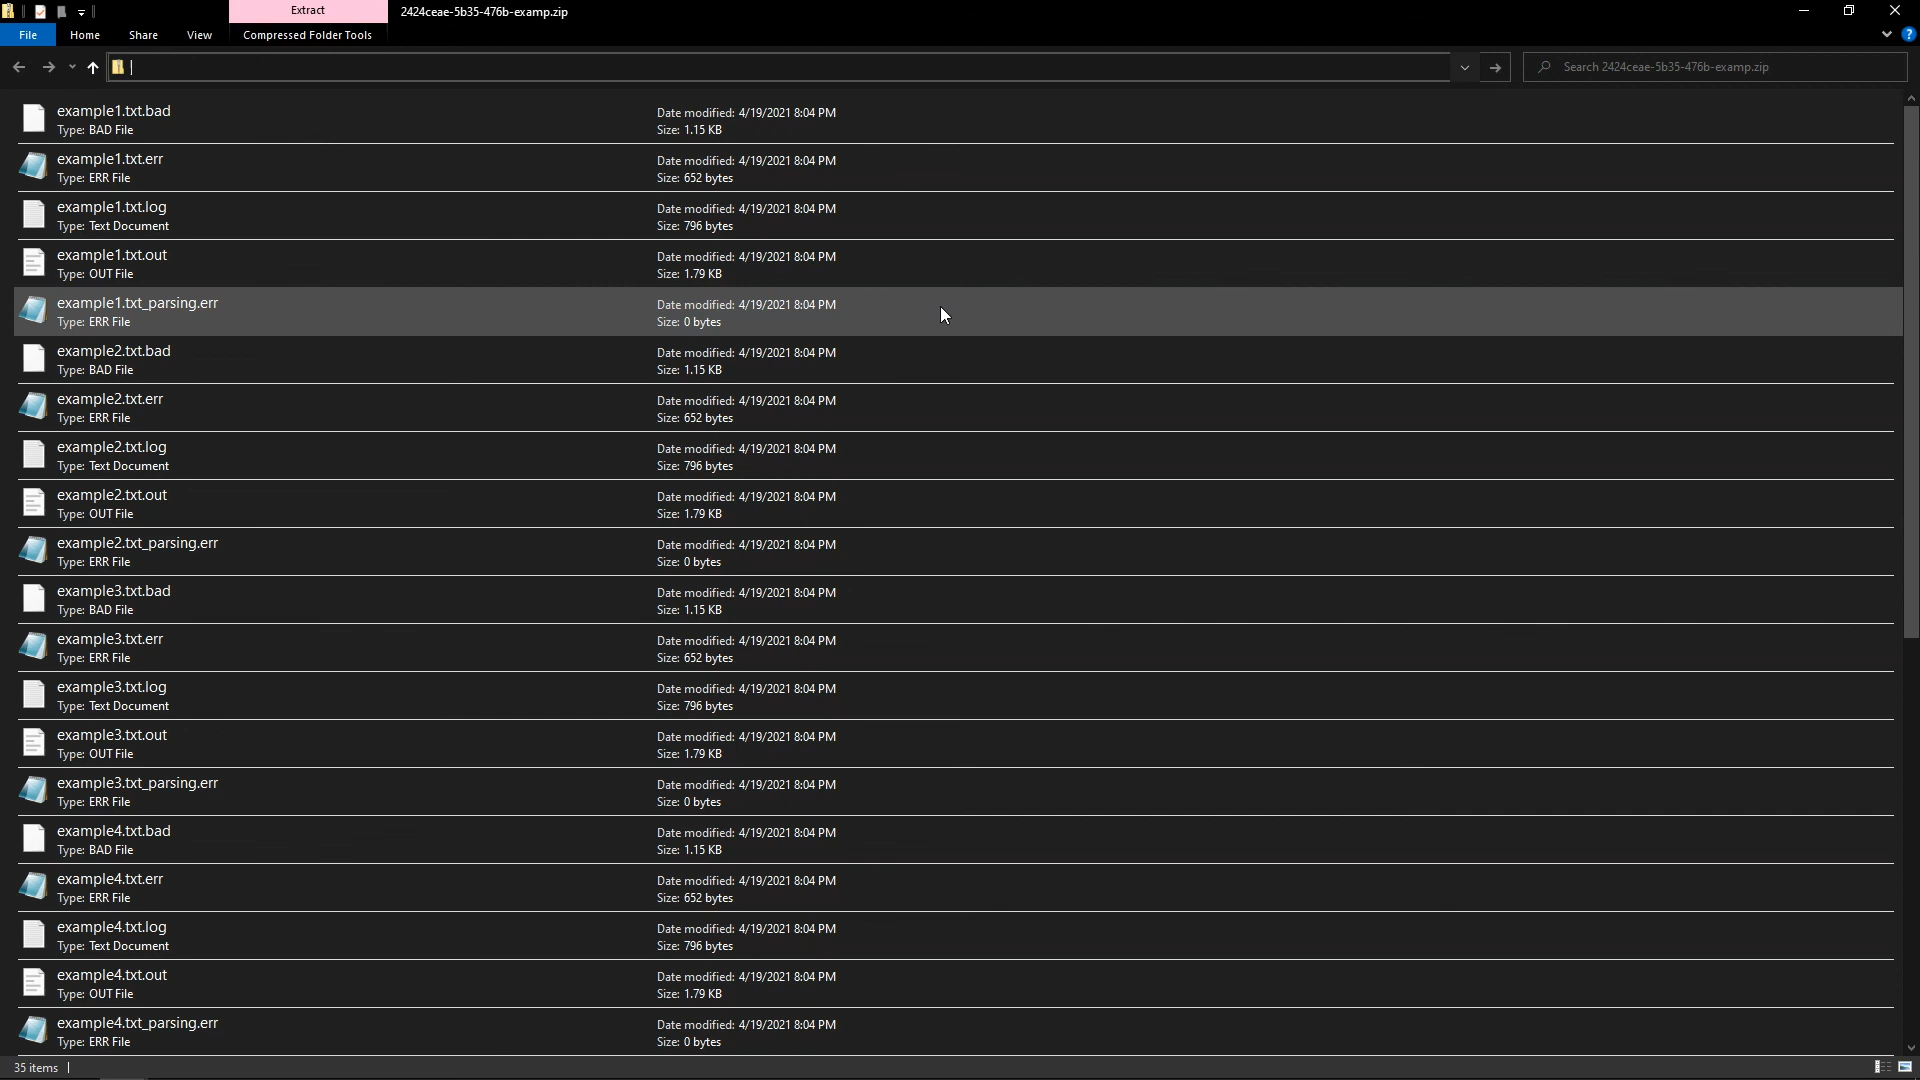 Extract
2424ceae-5b35-476b-examp.zip
File
Home
Share
View
Compressed Folder Tools
?
Search 2424ceae-5b35-476b-examp.zip
example1.txt.bad
Type: BAD File
Date modified: 4/19/2021 8:04 PM
Size: 1.15 KB
example1.txt.err
Type: ERR File
Date modified: 4/19/2021 8:04 PM
Size: 652 bytes
example1.txt.log
Type: Text Document
Date modified: 4/19/2021 8:04 PM
Size: 796 bytes
example1.txt.out
Type: OUT File
Date modified: 4/19/2021 8:04 PM
Size: 1.79 KB
example1.txt_parsing.err
Type: ERR File
Date modified: 4/19/2021 8:04 PM
Size: 0 bytes
example2.txt.bad
Type: BAD File
Date modified: 4/19/2021 8:04 PM
Size: 1.15 KB
example2.txt.err
Type: ERR File
Date modified: 4/19/2021 8:04 PM
Size: 652 bytes
example2.txt.log
Type: Text Document
Date modified: 4/19/2021 8:04 PM
Size: 796 bytes
example2.txt.out
Type: OUT File
Date modified: 4/19/2021 8:04 PM
Size: 1.79 KB
example2.txt_parsing.err
Type: ERR File
Date modified: 4/19/2021 8:04 PM
Size: 0 bytes
example3.txt.bad
Type: BAD File
Date modified: 4/19/2021 8:04 PM
Size: 1.15 KB
example3.txt.err
Type: ERR File
Date modified: 4/19/2021 8:04 PM
Size: 652 bytes
example3.txt.log
Type: Text Document
Date modified: 4/19/2021 8:04 PM
Size: 796 bytes
example3.txt.out
Type: OUT File
Date modified: 4/19/2021 8:04 PM
Size: 1.79 KB
example3.txt_parsing.err
Type: ERR File
Date modified: 4/19/2021 8:04 PM
Size: 0 bytes
example4.txt.bad
Type: BAD File
Date modified: 4/19/2021 8:04 PM
Size: 1.15 KB
example4.txt.err
Type: ERR File
Date modified: 4/19/2021 8:04 PM
Size: 652 bytes
example4.txt.log
Type: Text Document
Date modified: 4/19/2021 8:04 PM
Size: 796 bytes
example4.txt.out
Type: OUT File
Date modified: 4/19/2021 8:04 PM
Size: 1.79 KB
example4.txt_parsing.err
Type: ERR File
Date modified: 4/19/2021 8:04 PM
Size: 0 bytes
35 items